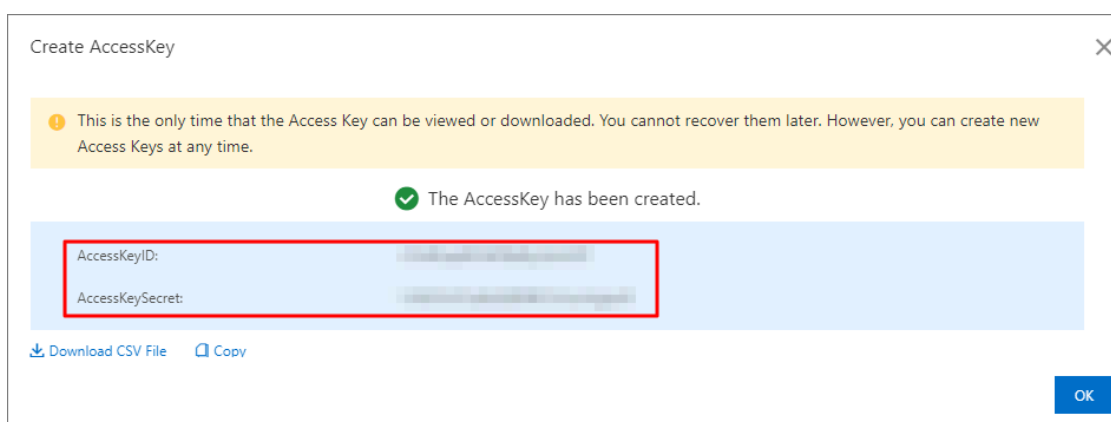 Create AccessKey
This is the only time that the Access Key can be viewed or downloaded. You cannot recover them later. However, you can create new
Access Keys at any time.
The AccessKey has been created.
AccessKeyID:
AccessKeySecret:
Download CSV File Copy
OK